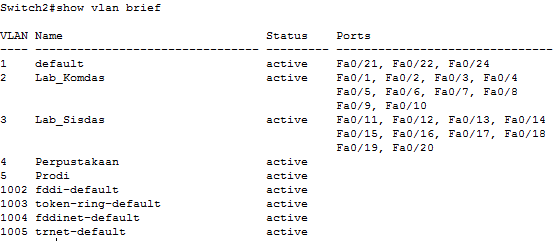 Switch2#show vlan brief
VLAN Name                             Status    Ports
---- -------------------------------- --------- -------------------------------
1    default                          active    Fa0/21, Fa0/22, Fa0/24
2    Lab_Komdas                       active    Fa0/1, Fa0/2, Fa0/3, Fa0/4
                                                Fa0/5, Fa0/6, Fa0/7, Fa0/8
                                                Fa0/9, Fa0/10
3    Lab_Sisdas                       active    Fa0/11, Fa0/12, Fa0/13, Fa0/14
                                                Fa0/15, Fa0/16, Fa0/17, Fa0/18
                                                Fa0/19, Fa0/20
4    Perpustakaan                     active
5    Prodi                            active
1002 fddi-default                     active
1003 token-ring-default               active
1004 fddinet-default                  active
1005 trnet-default                    active